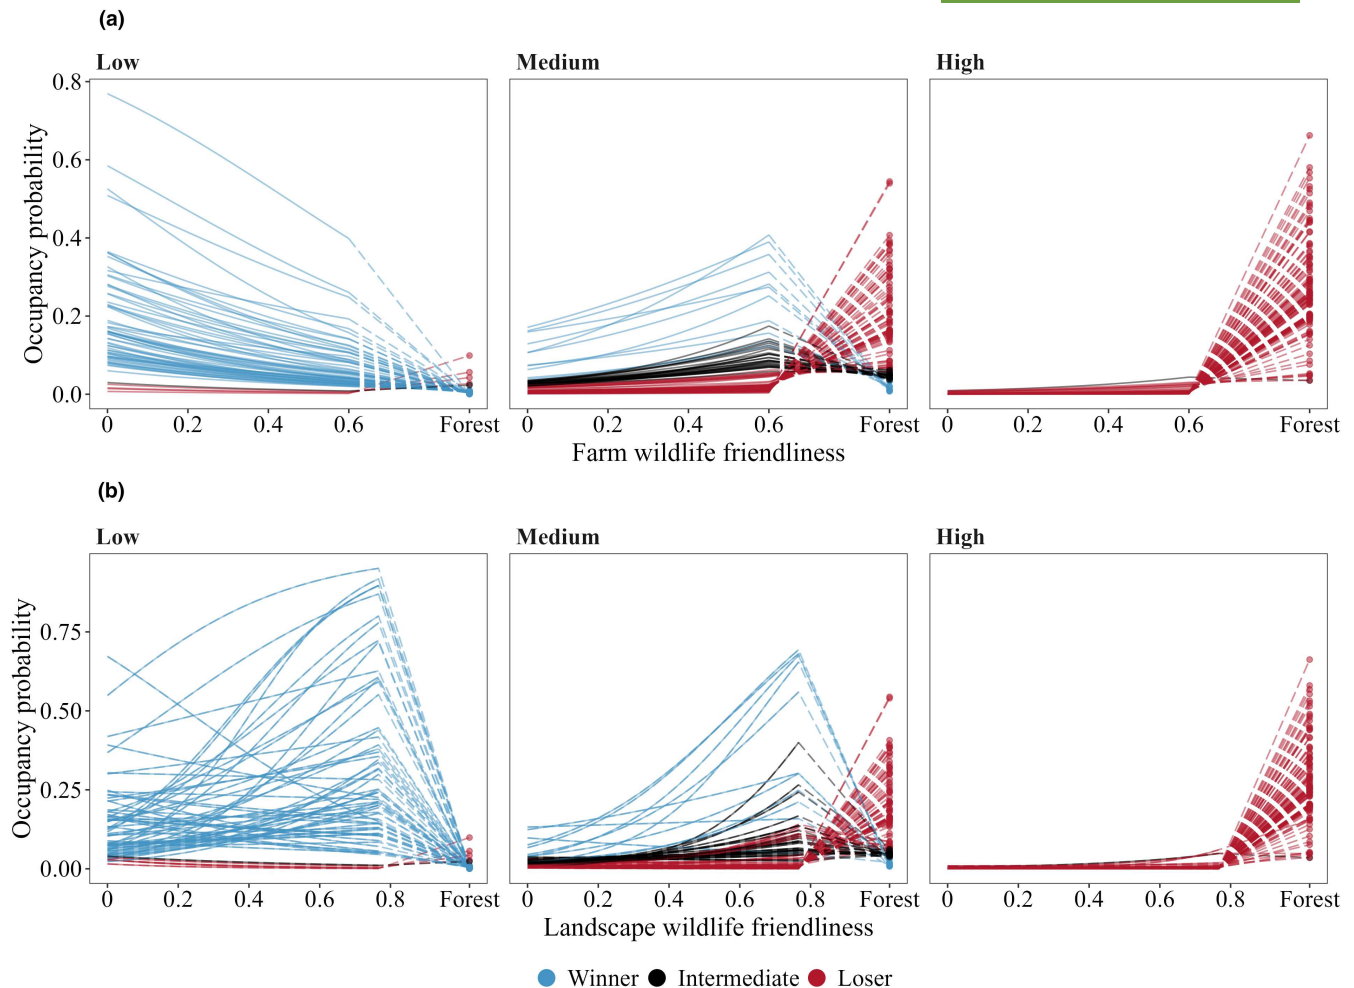 (a)
Low
Medium
High
Occupancy probability
0.8
0.6
0.4
0.2
0.0
0 0.2 0.4 0.6 Forest
0 0.2 0.4 0.6 Forest
0 0.2 0.4 0.6 Forest
Farm wildlife friendliness
(b)
Low
Medium
High
Occupancy probability
0.75
0.50
0.25
0.00
0 0.2 0.4 0.6 0.8 Forest
0 0.2 0.4 0.6 0.8 Forest
0 0.2 0.4 0.6 0.8 Forest
Landscape wildlife friendliness
Winner Intermediate Loser